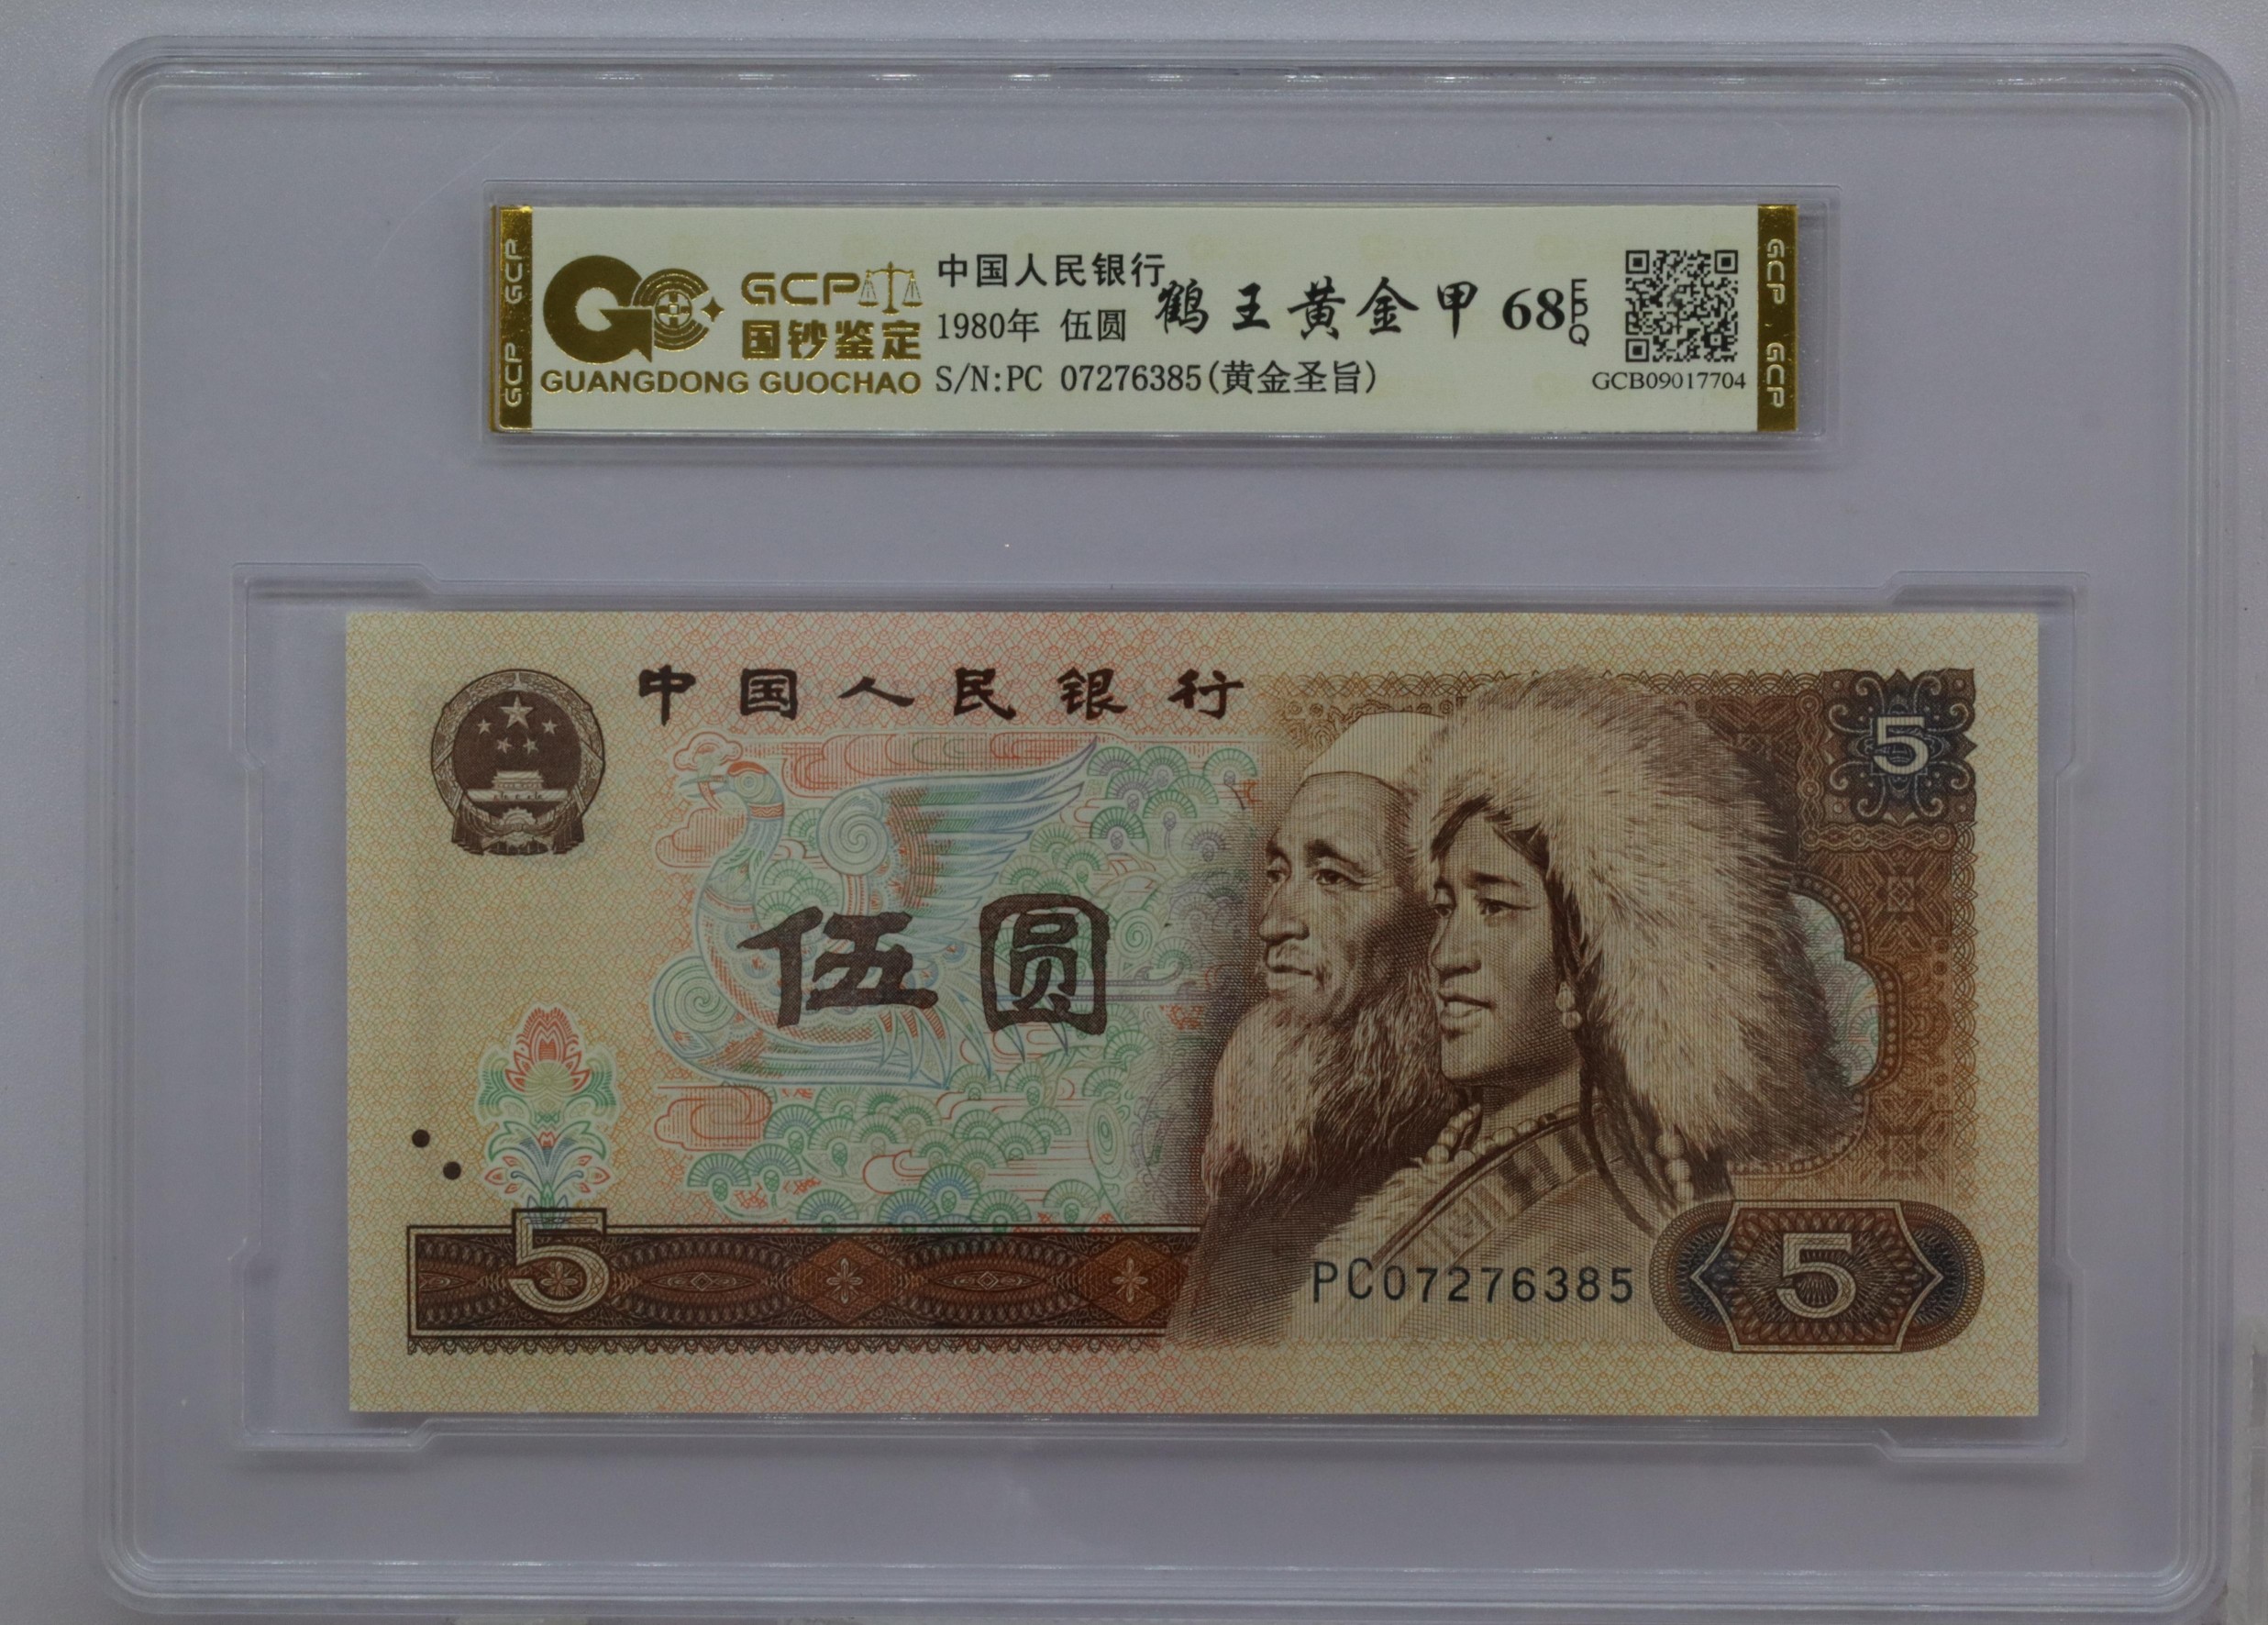 GCP GCP
GCP
国钞鉴定
GUANGDONG GUOCHAO
中国人民银行
1980年 伍圆
S/N:PC 07276385(黄金圣旨)
鹤王黄金甲 68 EPQ
GCB09017704
GCP GCP
中国人民银行
5
伍圆
5
PC07276385
5